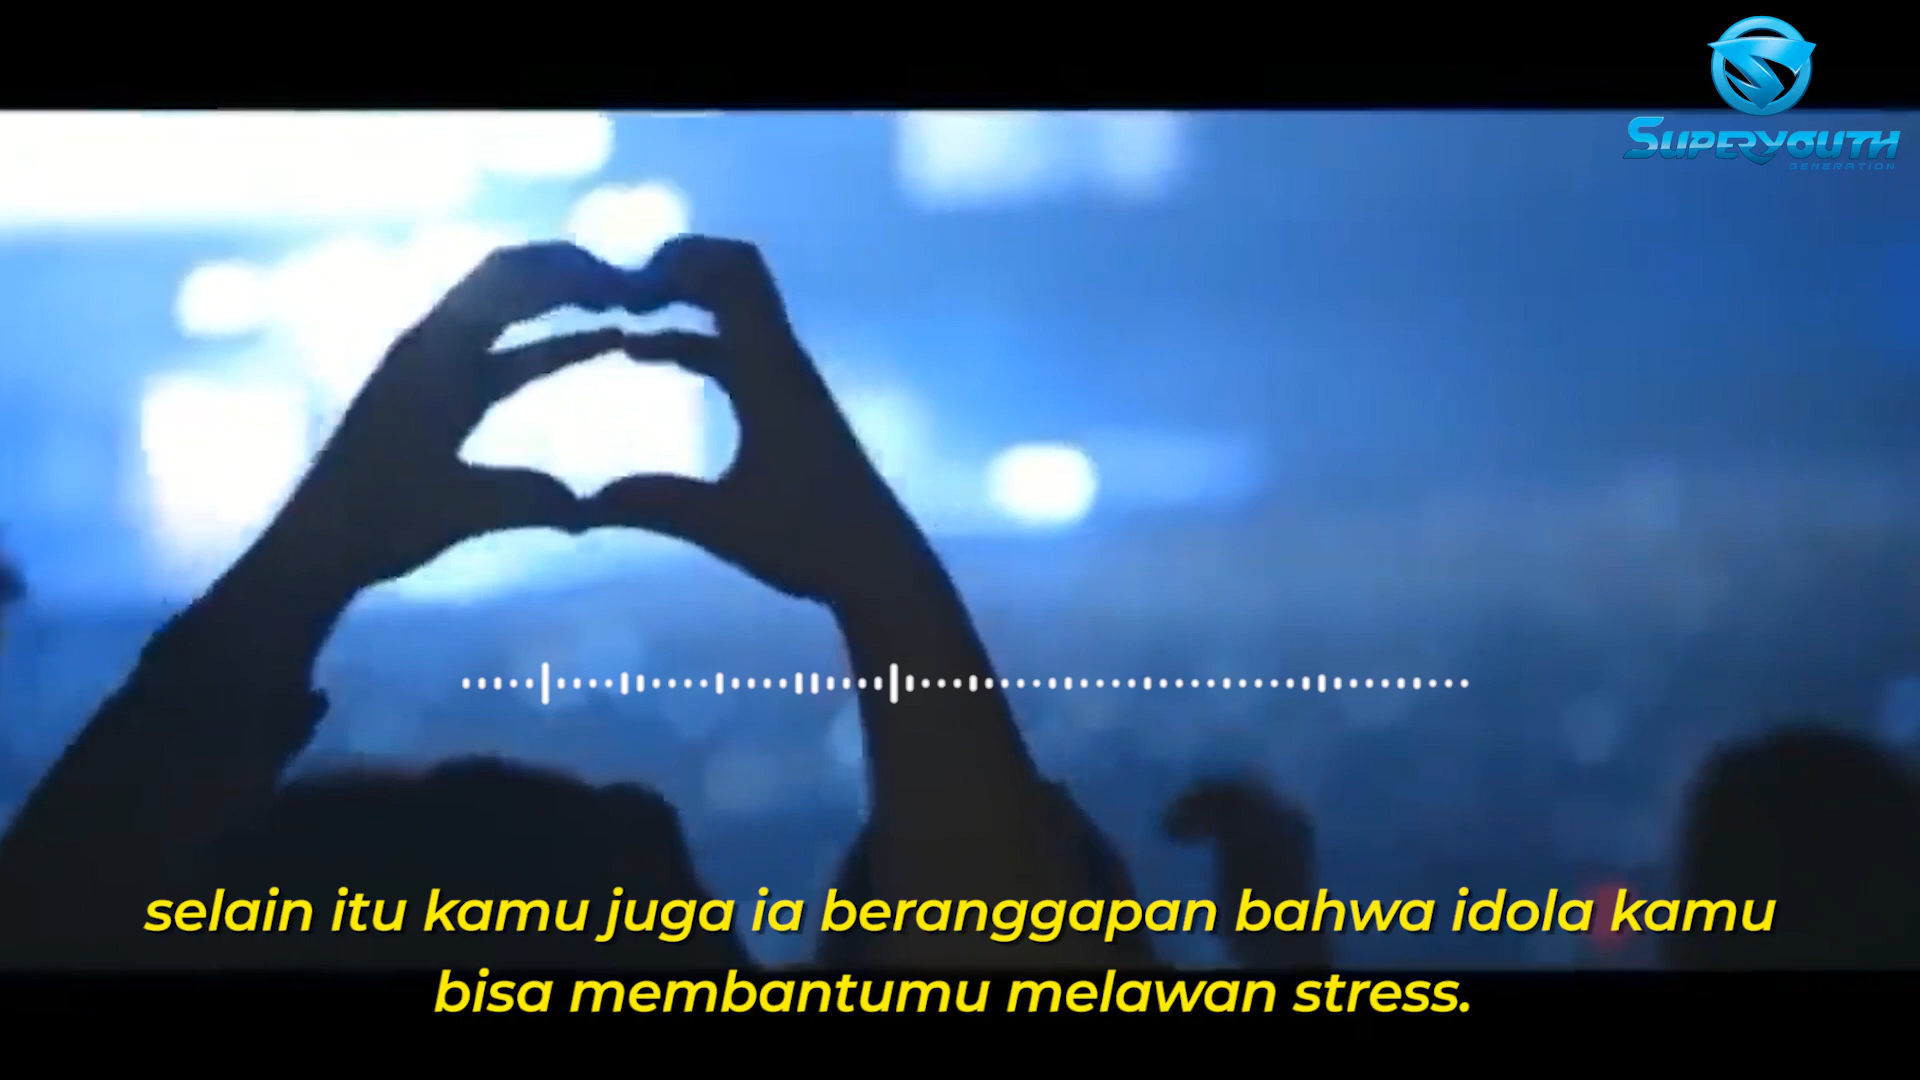 SUPERYOUTH
GENERATION
selain itu kamu juga ia beranggapan bahwa idola kamu
bisa membantumu melawan stress.